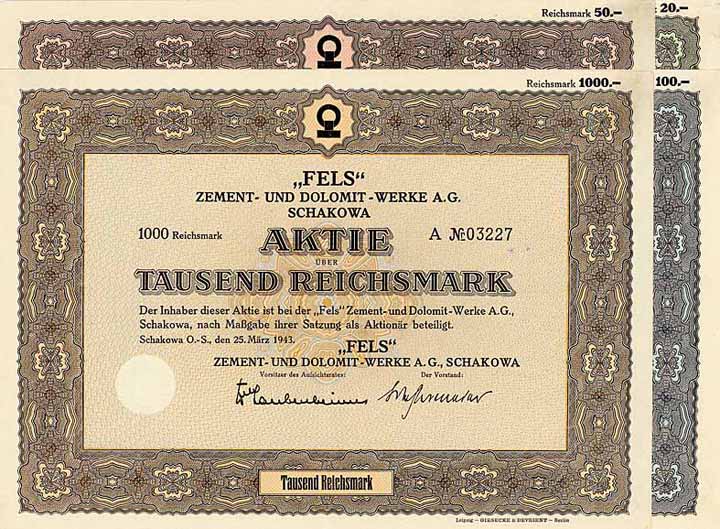 Reichsmark 50.—
k 20.—
Reichsmark 1000.—
100.—
„FELS“
ZEMENT- UND DOLOMIT-WERKE A.G.
SCHAKOWA
1000 Reichsmark
AKTIE
A № 03227
ÜBER
TAUSEND REICHSMARK
Der Inhaber dieser Aktie ist bei der „Fels“ Zement- und Dolomit-Werke A.G.,
Schakowa, nach Maßgabe ihrer Satzung als Aktionär beteiligt.
Schakowa O.-S., den 25. März 1943.
„FELS“
ZEMENT- UND DOLOMIT-WERKE A.G., SCHAKOWA
Vorsitzer des Aufsichtsrates:
Der Vorstand:
Tausend Reichsmark
Leipzig — GIESECKE & DEVRIENT — Berlin